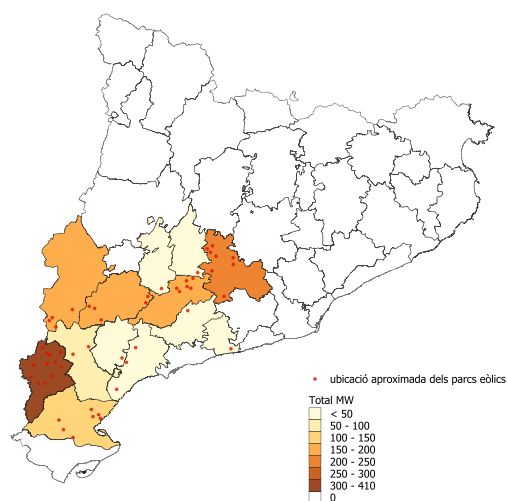 ubicació aproximada dels parcs eòlics
Total MW
< 50
50 - 100
100 - 150
150 - 200
200 - 250
250 - 300
300 - 410
0